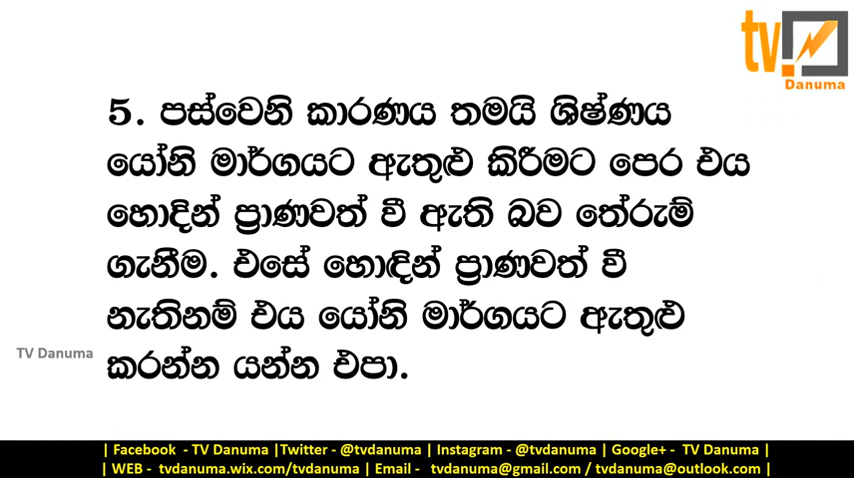 tv
Danuma
5. පස්වෙනි කාරණය තමයි ශිෂ්ණය
යෝනි මාර්ගයට ඇතුළු කිරීමට පෙර එය
හොදින් ප්‍රාණවත් වී ඇති බව තේරුම්
ගැනීම. එසේ හොඳින් ප්‍රාණවත් වී
නැතිනම් එය යෝනි මාර්ගයට ඇතුළු
කරන්න යන්න එපා.
TV Danuma
| Facebook - TV Danuma |Twitter - @tvdanuma | Instagram - @tvdanuma | Google+ - TV Danuma |
| WEB - tvdanuma.wix.com/tvdanuma | Email - tvdanuma@gmail.com / tvdanuma@outlook.com |